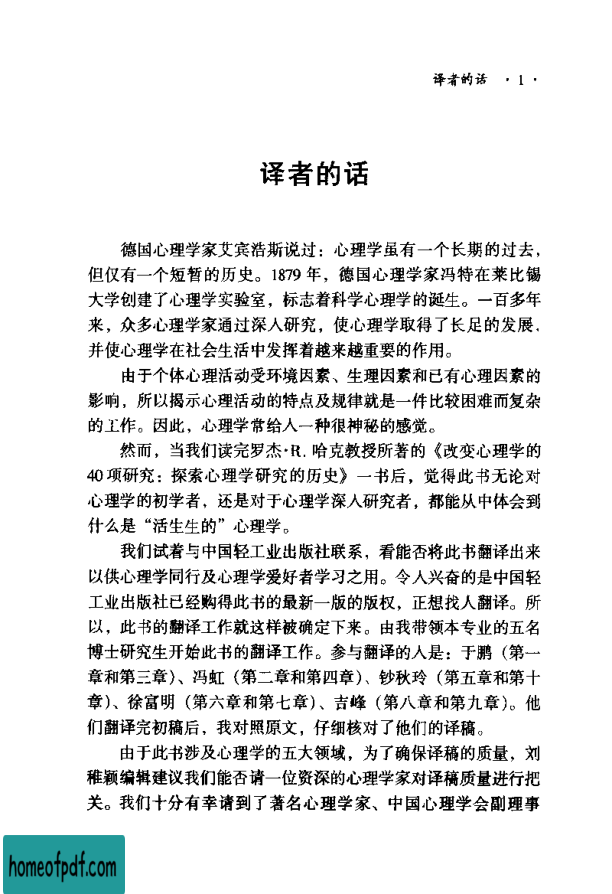 译者的话 · 1 ·
译者的话
德国心理学家艾宾浩斯说过：心理学虽有一个长期的过去，
但仅有一个短暂的历史。1879 年，德国心理学家冯特在莱比锡
大学创建了心理学实验室，标志着科学心理学的诞生。一百多年
来，众多心理学家通过深入研究，使心理学取得了长足的发展，
并使心理学在社会生活中发挥着越来越重要的作用。
由于个体心理活动受环境因素、生理因素和已有心理因素的
影响，所以揭示心理活动的特点及规律就是一件比较困难而复杂
的工作。因此，心理学常给人一种很神秘的感觉。
然而，当我们读完罗杰·R. 哈克教授所著的《改变心理学的
40 项研究：探索心理学研究的历史》一书后，觉得此书无论对
心理学的初学者，还是对于心理学深入研究者，都能从中体会到
什么是“活生生的”心理学。
我们试着与中国轻工业出版社联系，看能否将此书翻译出来
以供心理学同行及心理学爱好者学习之用。令人兴奋的是中国轻
工业出版社已经购得此书的最新一版的版权，正想找人翻译。所
以，此书的翻译工作就这样被确定下来。由我带领本专业的五名
博士研究生开始此书的翻译工作。参与翻译的人是：于鹏（第一
章和第三章）、冯虹（第二章和第四章）、钞秋玲（第五章和第十
章）、徐富明（第六章和第七章）、吉峰（第八章和第九章）。他
们翻译完初稿后，我对照原文，仔细核对了他们的译稿。
由于此书涉及心理学的五大领域，为了确保译稿的质量，刘
稚颖编辑建议我们能否请一位资深的心理学家对译稿质量进行把
关。我们十分有幸请到了著名心理学家、中国心理学会副理事
homeofpdf.com